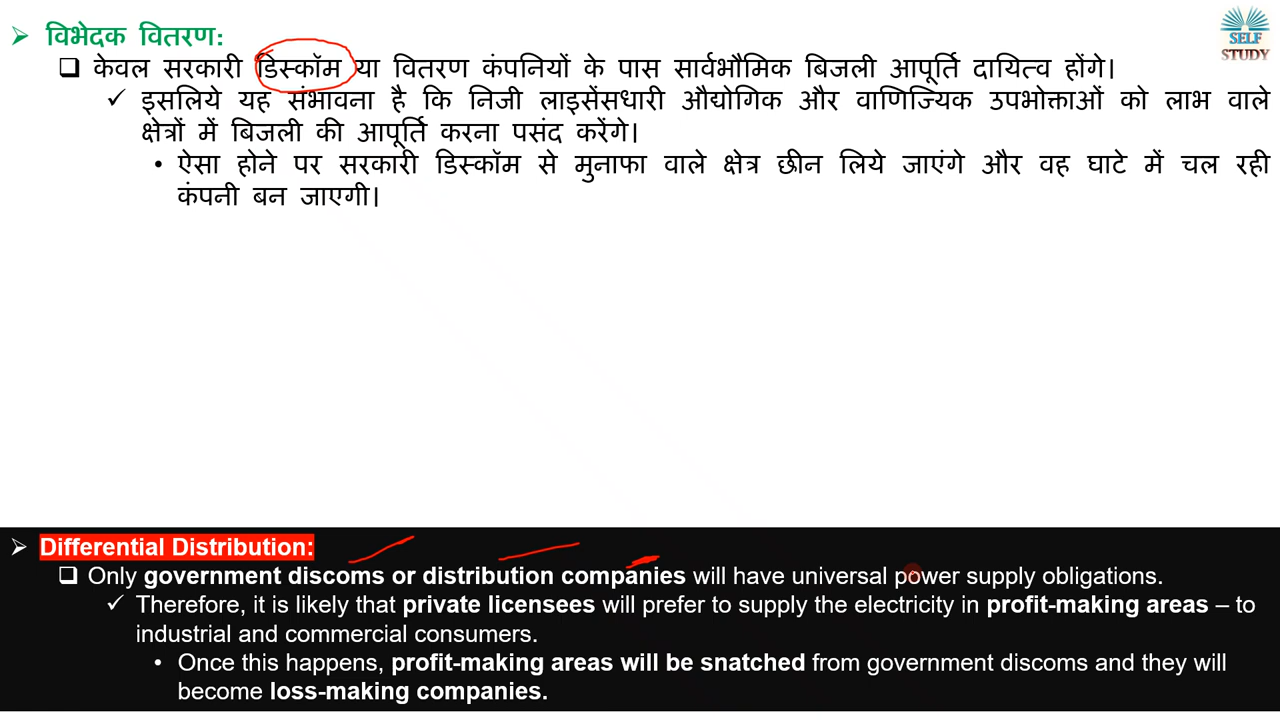 ➢ विभेदक वितरण:
❑ केवल सरकारी डिस्कॉम या वितरण कंपनियों के पास सार्वभौमिक बिजली आपूर्ति दायित्व होंगे।
✓ इसलिये यह संभावना है कि निजी लाइसेंसधारी औद्योगिक और वाणिज्यिक उपभोक्ताओं को लाभ वाले
क्षेत्रों में बिजली की आपूर्ति करना पसंद करेंगे।
• ऐसा होने पर सरकारी डिस्कॉम से मुनाफा वाले क्षेत्र छीन लिये जाएंगे और वह घाटे में चल रही
कंपनी बन जाएगी।
SELF
STUDY
➢ Differential Distribution:
❑ Only government discoms or distribution companies will have universal power supply obligations.
✓ Therefore, it is likely that private licensees will prefer to supply the electricity in profit-making areas – to
industrial and commercial consumers.
• Once this happens, profit-making areas will be snatched from government discoms and they will
become loss-making companies.